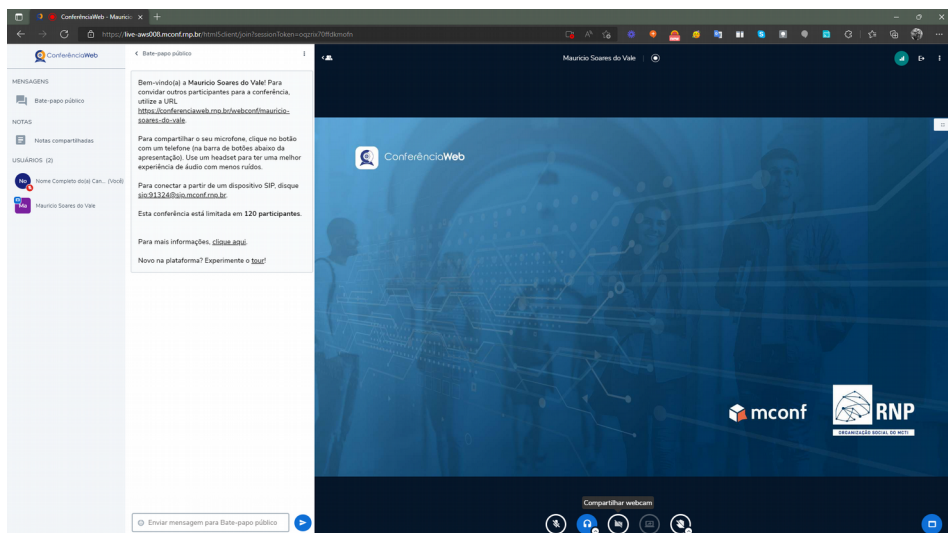 ConferênciaWeb - Mauricio
https://live-aws008.mconf.rnp.br/html5client/join?sessionToken=
ConferênciaWeb
MENSAGENS
Bate-papo público
NOTAS
Notas compartilhadas
USUÁRIOS (2)
No
Nome Completo do(a) Can... (Você)
Ma
Mauricio Soares do Vale
Bate-papo público
Bem-vindo(a) a Mauricio Soares do Vale! Para
convidar outros participantes para a conferência,
utilize a URL
https://conferenciaweb.rnp.br/webconf/mauricio-
soares-do-vale.
Para compartilhar o seu microfone, clique no botão
com um telefone (na barra de botões abaixo da
apresentação). Use um headset para ter uma melhor
experiência de áudio com menos ruídos.
Para conectar a partir de um dispositivo SIP, disque
sip:91324@sip.mconf.rnp.br.
Esta conferência está limitada em 120 participantes.
Para mais informações, clique aqui.
Novo na plataforma? Experimente o tour!
Enviar mensagem para Bate-papo público
Mauricio Soares do Vale
ConferênciaWeb
mconf
RNP
ORGANIZAÇÃO SOCIAL DO MCTI
Compartilhar webcam